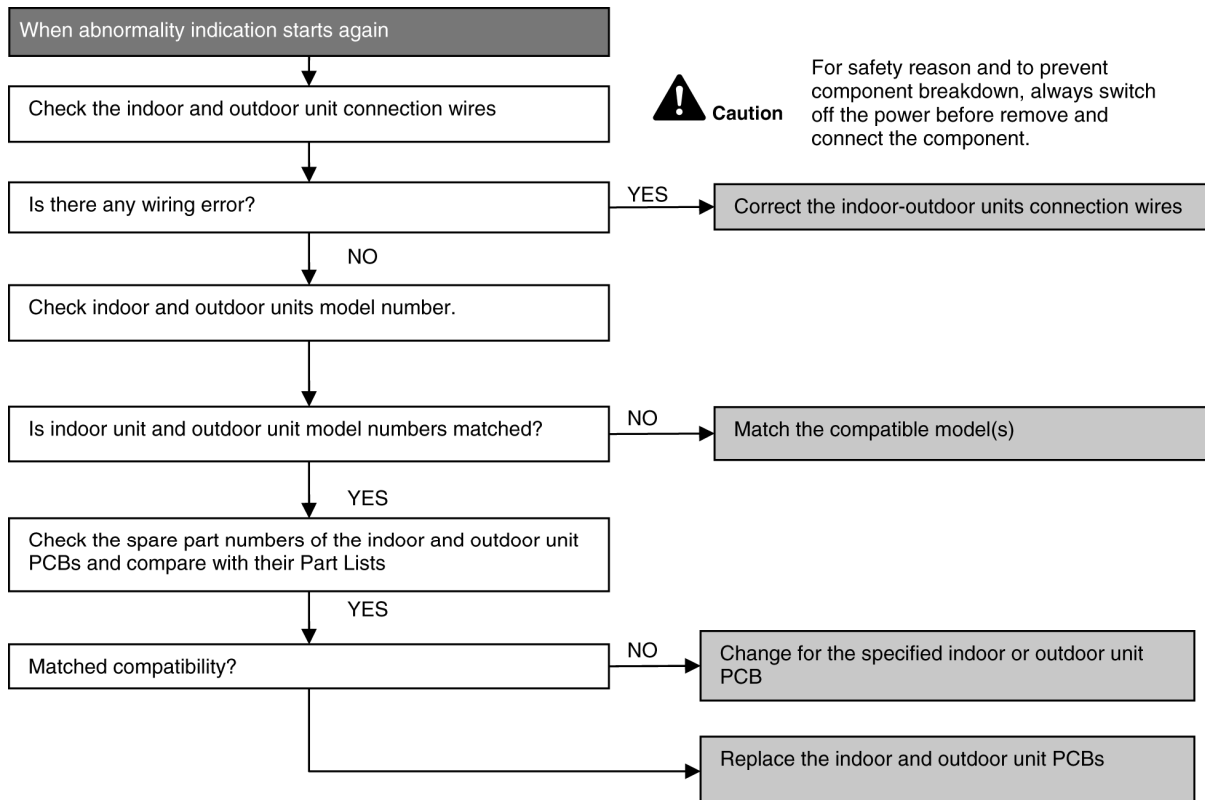 When abnormality indication starts again
Check the indoor and outdoor unit connection wires
Caution
For safety reason and to prevent
component breakdown, always switch
off the power before remove and
connect the component.
Is there any wiring error?
YES
Correct the indoor-outdoor units connection wires
NO
Check indoor and outdoor units model number.
Is indoor unit and outdoor unit model numbers matched?
NO
Match the compatible model(s)
YES
Check the spare part numbers of the indoor and outdoor unit
PCBs and compare with their Part Lists
YES
Matched compatibility?
NO
Change for the specified indoor or outdoor unit
PCB
Replace the indoor and outdoor unit PCBs